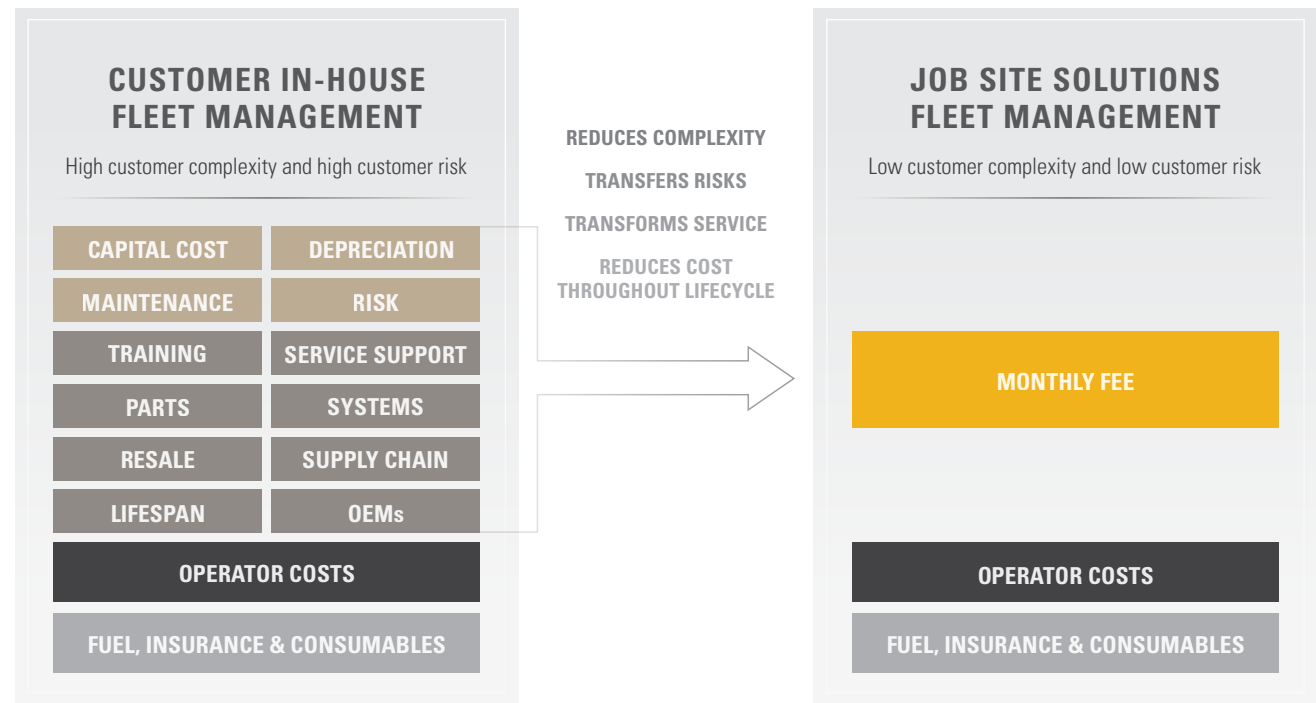 CUSTOMER IN-HOUSE
FLEET MANAGEMENT
High customer complexity and high customer risk
CAPITAL COST
DEPRECIATION
MAINTENANCE
RISK
TRAINING
SERVICE SUPPORT
PARTS
SYSTEMS
RESALE
SUPPLY CHAIN
LIFESPAN
OEMs
OPERATOR COSTS
FUEL, INSURANCE & CONSUMABLES
REDUCES COMPLEXITY
TRANSFERS RISKS
TRANSFORMS SERVICE
REDUCES COST
THROUGHOUT LIFECYCLE
JOB SITE SOLUTIONS
FLEET MANAGEMENT
Low customer complexity and low customer risk
MONTHLY FEE
OPERATOR COSTS
FUEL, INSURANCE & CONSUMABLES